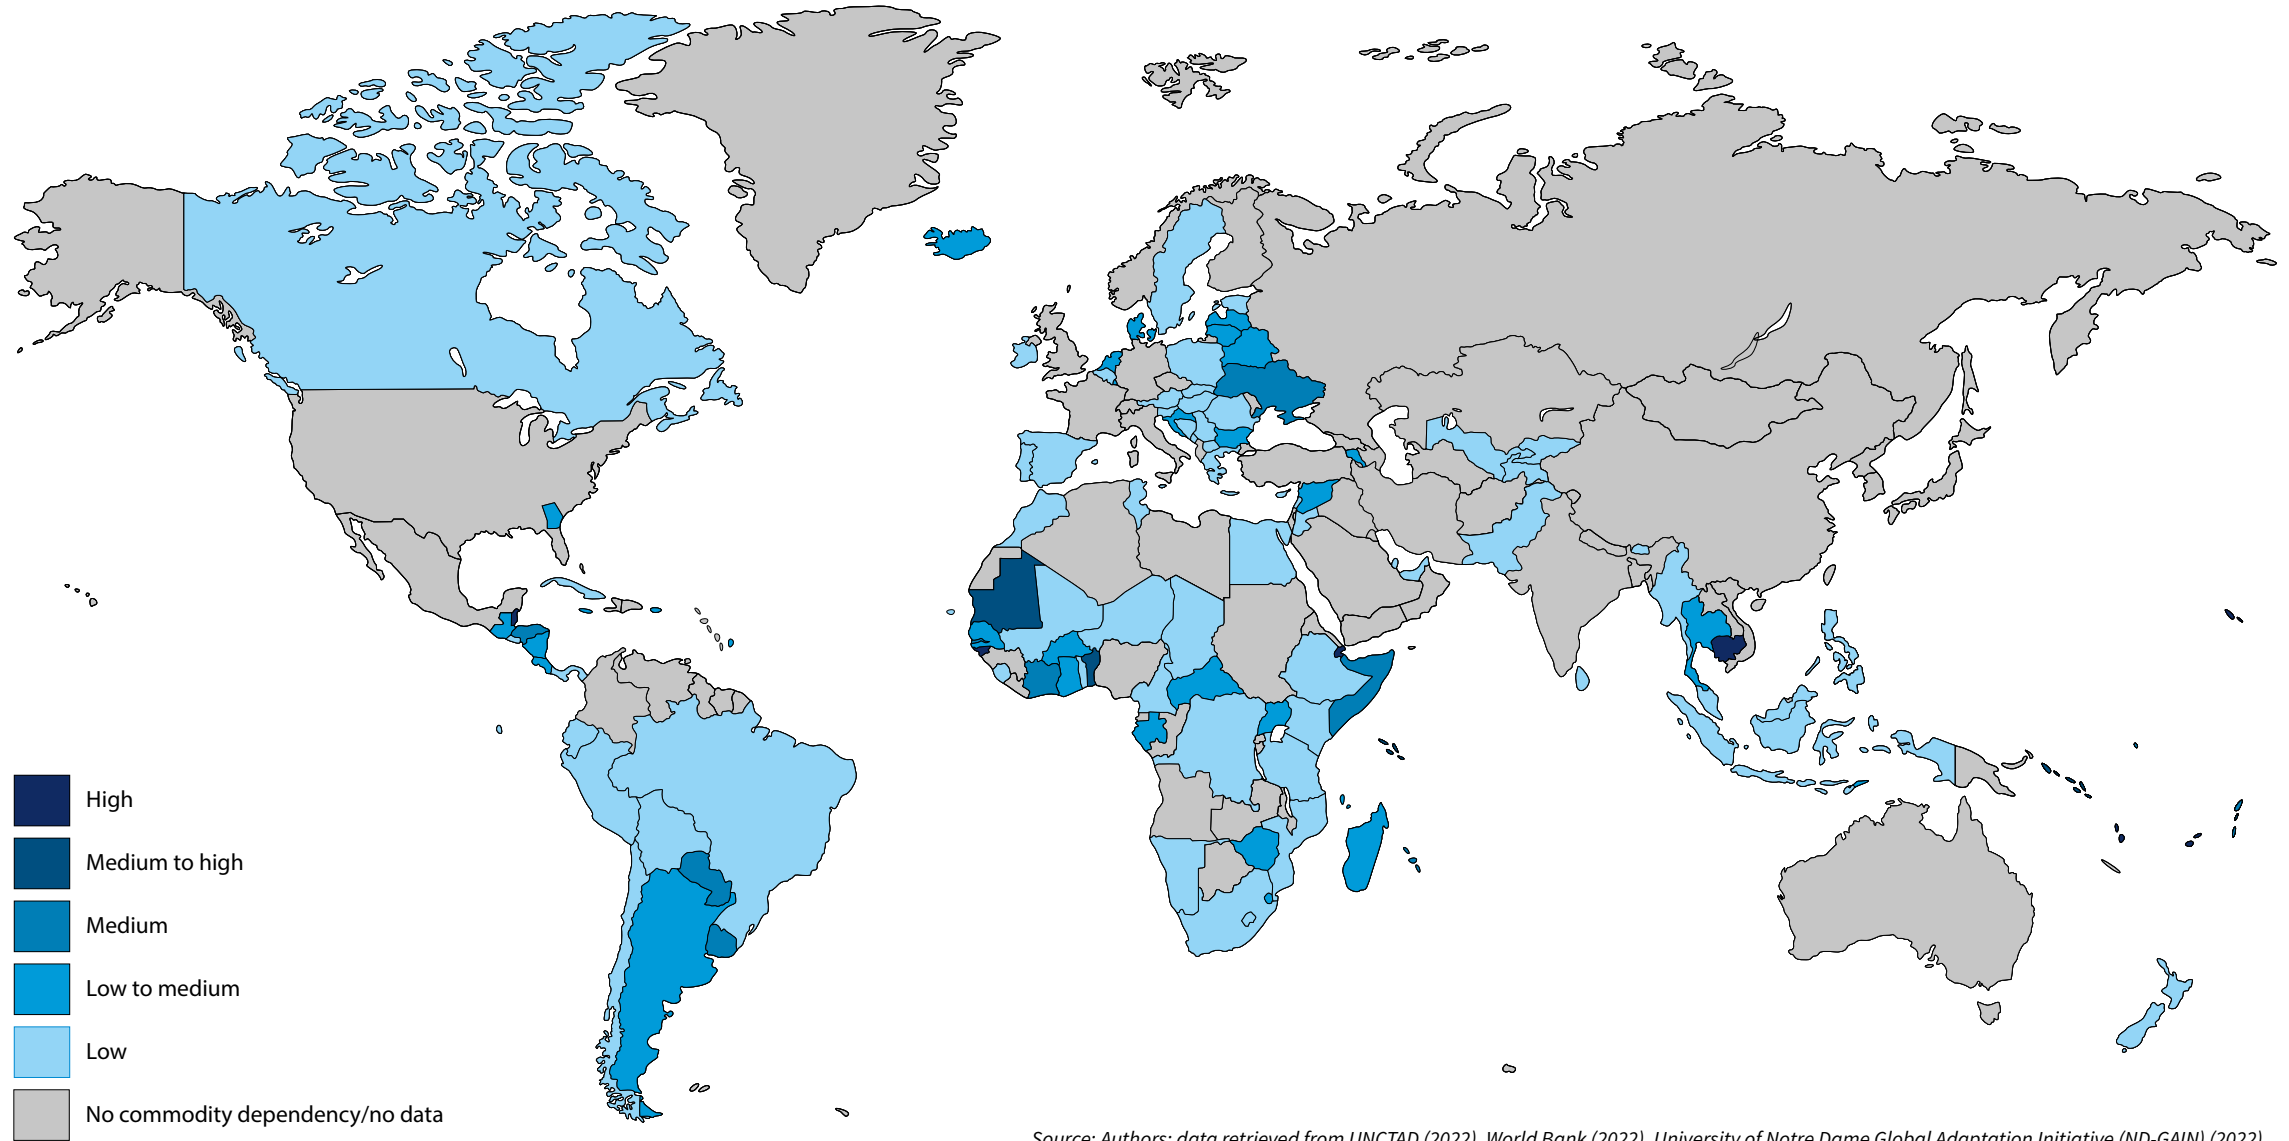 High
Medium to high
Medium
Low to medium
Low
No commodity dependency/no data
Source: Authors; data retrieved from UNCTAD (2022), World Bank (2022), University of Notre Dame Global Adaptation Initiative (ND-GAIN) (2022)